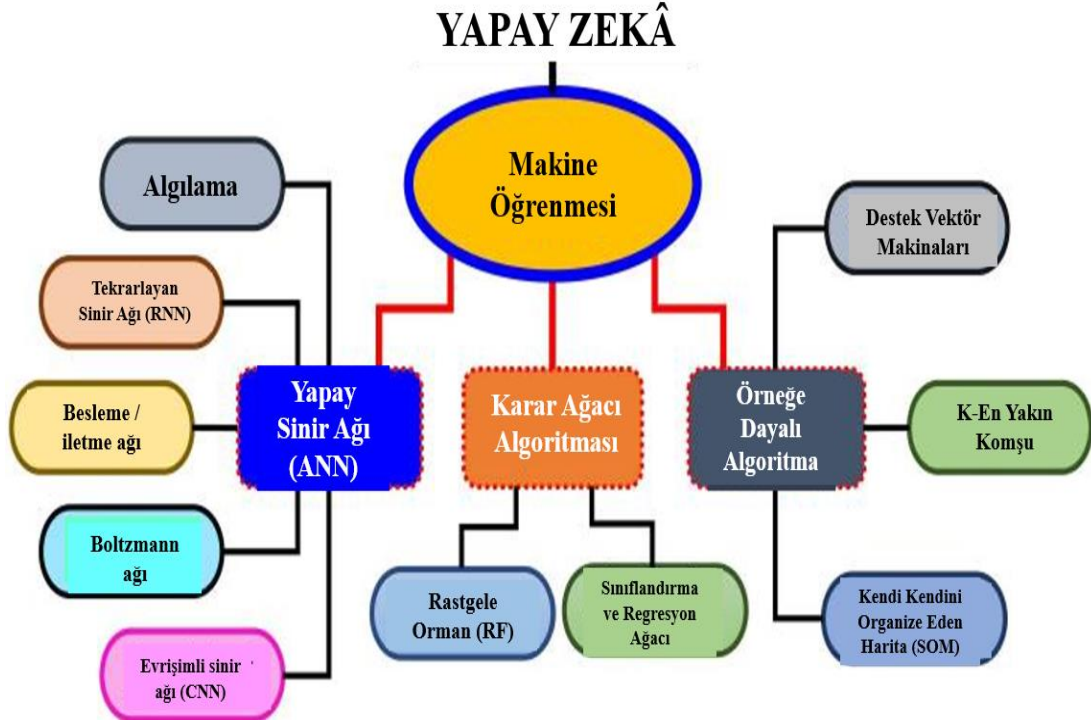 YAPAY ZEKÂ
Makine
Öğrenmesi
Algılama
Tekrarlayan
Sinir Ağı (RNN)
Besleme /
iletme ağı
Boltzmann
ağı
Evrişimli sinir
ağı (CNN)
Yapay
Sinir Ağı
(ANN)
Karar Ağacı
Algoritması
Rastgele
Orman (RF)
Sınıflandırma
ve Regresyon
Ağacı
Örneğe
Dayalı
Algoritma
Destek Vektör
Makinaları
K-En Yakın
Komşu
Kendi Kendini
Organize Eden
Harita (SOM)